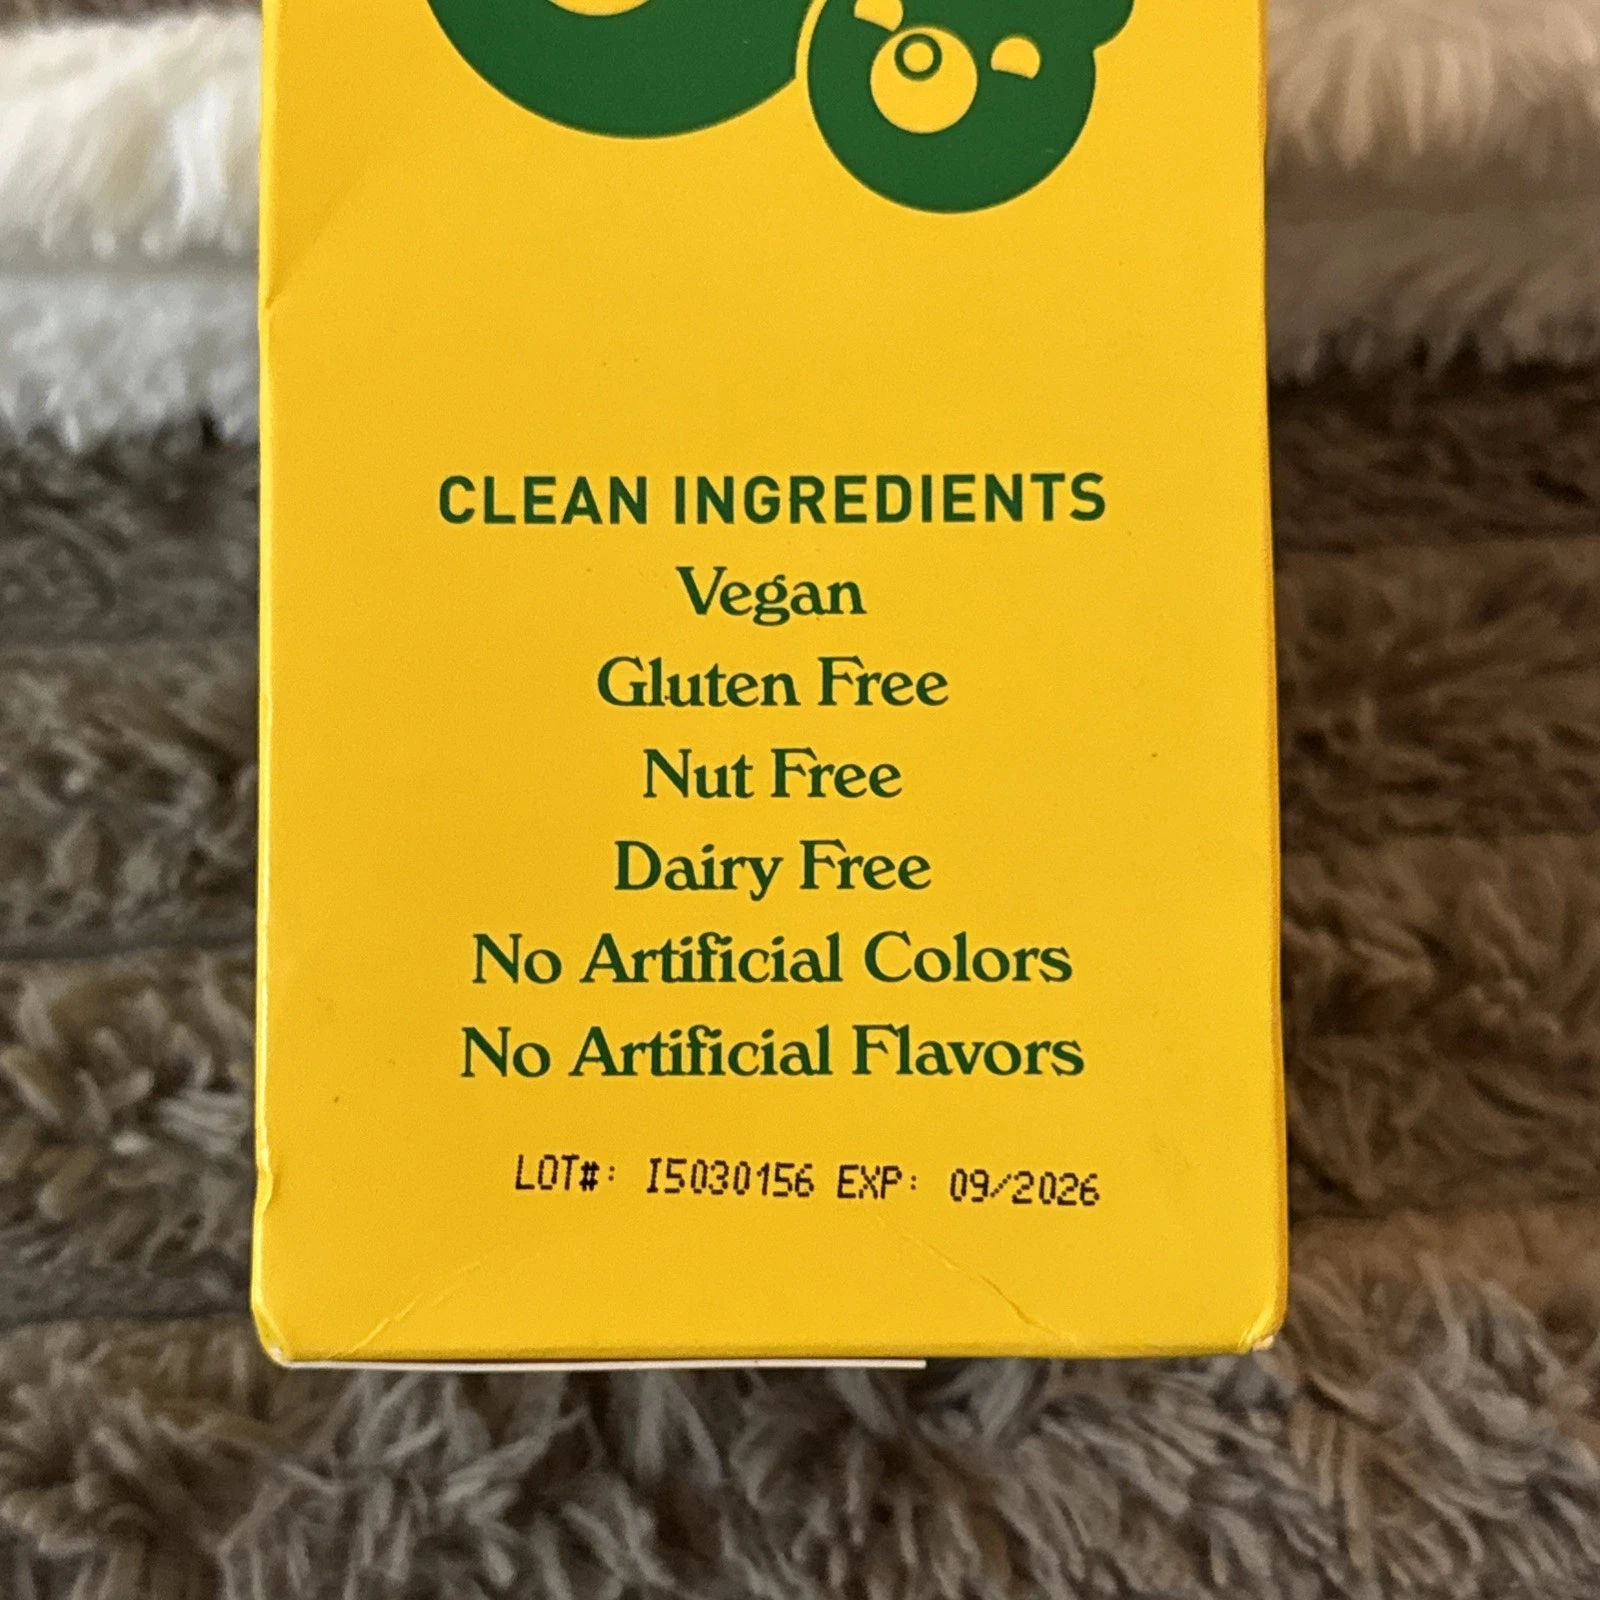 CLEAN INGREDIENTS
Vegan
Gluten Free
Nut Free
Dairy Free
No Artificial Colors
No Artificial Flavors
LOT#: I5030156 EXP: 09/2026